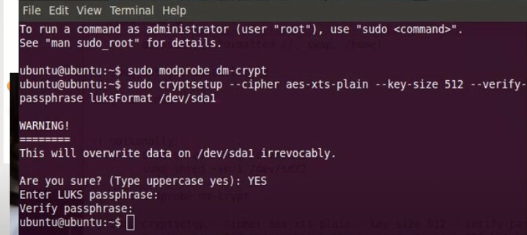 File Edit View Terminal Help
To run a command as administrator (user "root"), use "sudo <command>".
See "man sudo_root" for details.
ubuntu@ubuntu:~$ sudo modprobe dm-crypt
ubuntu@ubuntu:~$ sudo cryptsetup --cipher aes-xts-plain --key-size 512 --verify-
passphrase luksFormat /dev/sda1
WARNING!
========
This will overwrite data on /dev/sda1 irrevocably.
Are you sure? (Type uppercase yes): YES
Enter LUKS passphrase:
Verify passphrase:
ubuntu@ubuntu:~$